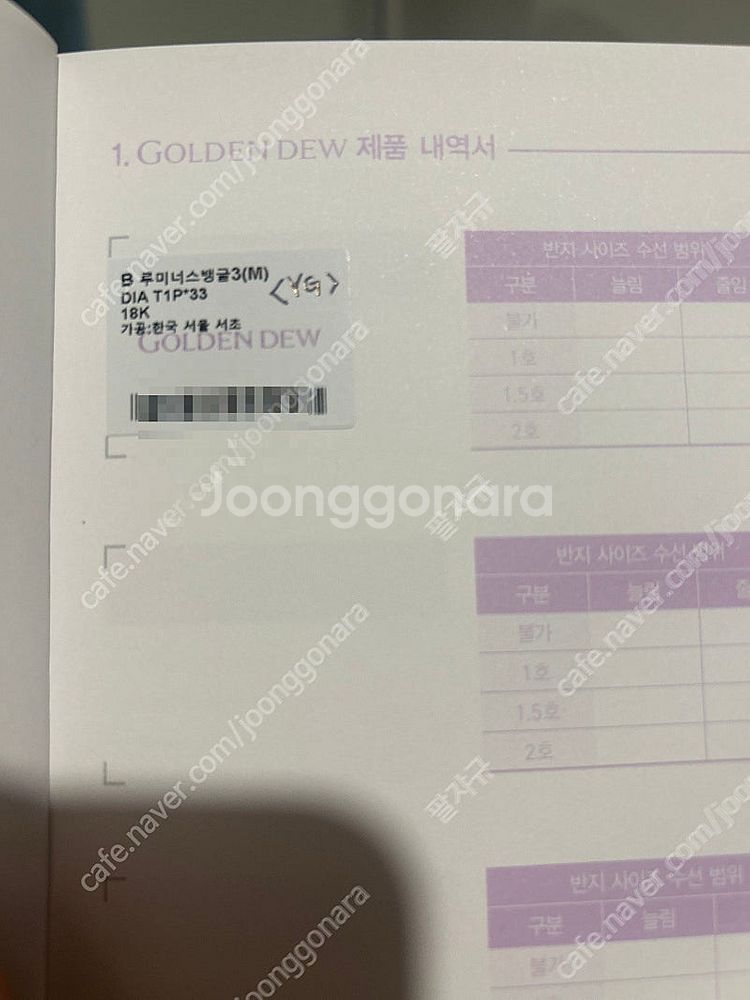 1. GOLDEN DEW 제품 내역서
B 루미너스뱅글3(M)
<YG>
DIA T1P*33
18K
가공:한국 서울 서초
GOLDEN DEW
반지 사이즈 수선 범위
구분 늘림 줄임
불가
1호
1.5호
2호
Joonggonara
반지 사이즈 수선 범위
구분 늘림
불가
1호
1.5호
2호
반지 사이즈 수선 범위
구분 늘림
불가
cafe.naver.com/joonggonara
팔자규